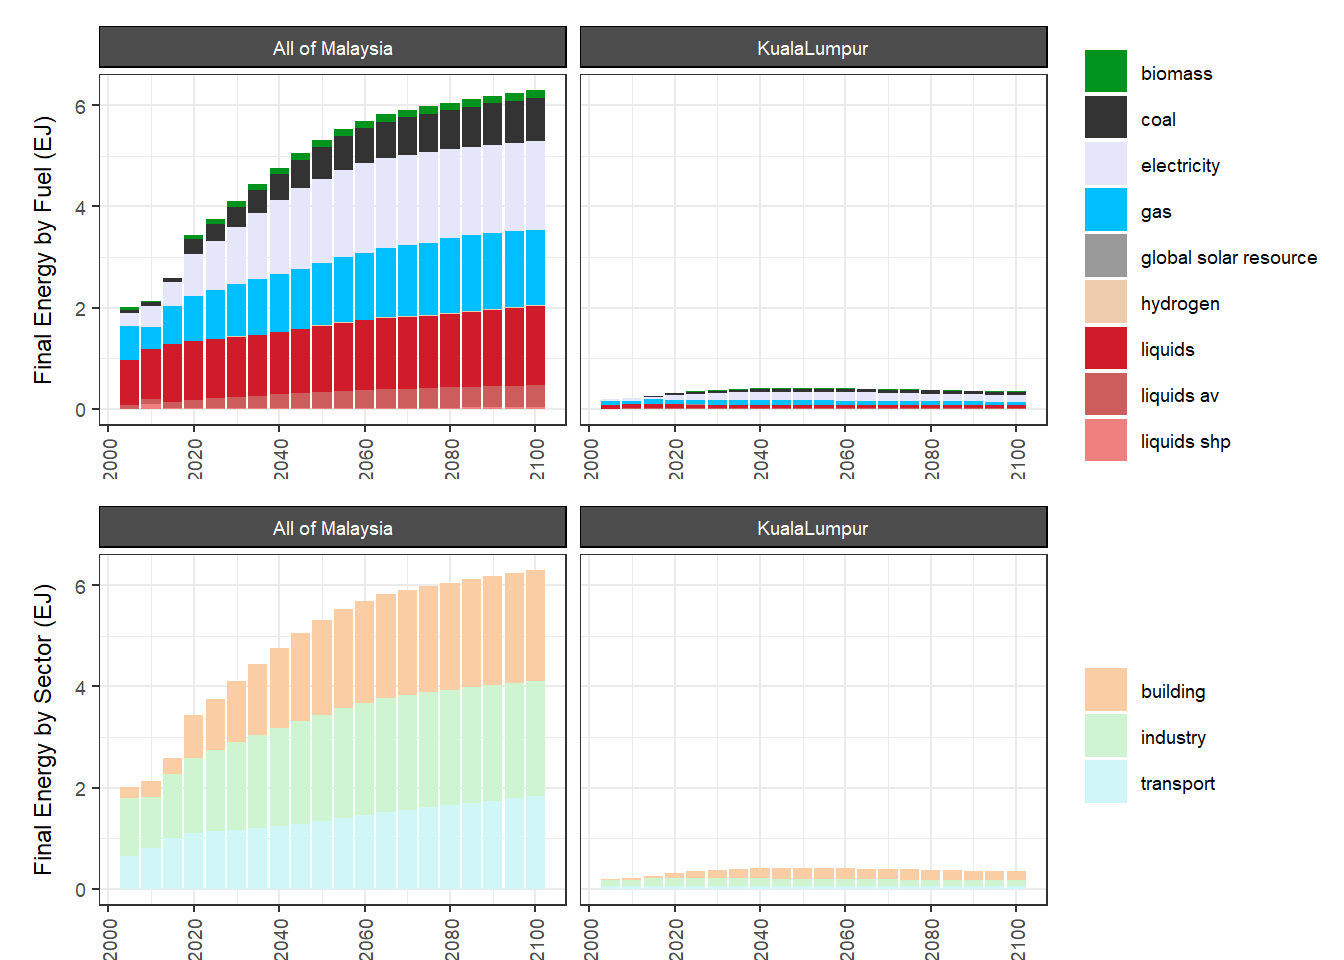 All of Malaysia
KualaLumpur
Final Energy by Fuel (EJ)
6
4
2
0
2000
2020
2040
2060
2080
2100
2000
2020
2040
2060
2080
2100
biomass
coal
electricity
gas
global solar resource
hydrogen
liquids
liquids av
liquids shp
All of Malaysia
KualaLumpur
Final Energy by Sector (EJ)
6
4
2
0
2000
2020
2040
2060
2080
2100
2000
2020
2040
2060
2080
2100
building
industry
transport